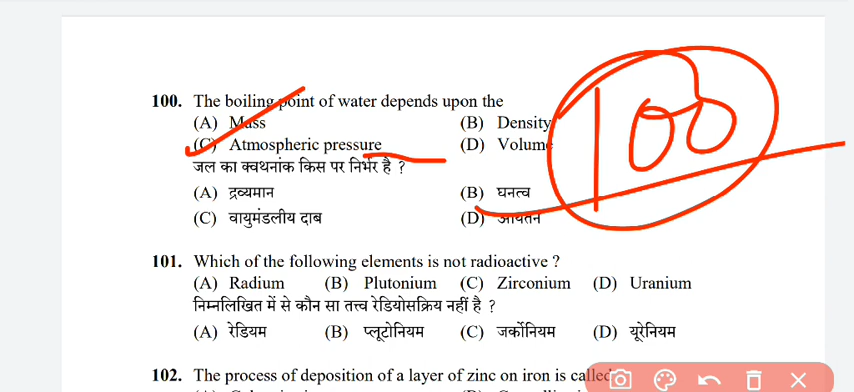 100. The boiling point of water depends upon the
(A) Mass (B) Density
(C) Atmospheric pressure (D) Volume
जल का क्वथनांक किस पर निर्भर है ?
(A) द्रव्यमान (B) घनत्व
(C) वायुमंडलीय दाब (D) आयतन
100
101. Which of the following elements is not radioactive ?
(A) Radium (B) Plutonium (C) Zirconium (D) Uranium
निम्नलिखित में से कौन सा तत्त्व रेडियोसक्रिय नहीं है ?
(A) रेडियम (B) प्लूटोनियम (C) जर्कोनियम (D) यूरेनियम
102. The process of deposition of a layer of zinc on iron is called